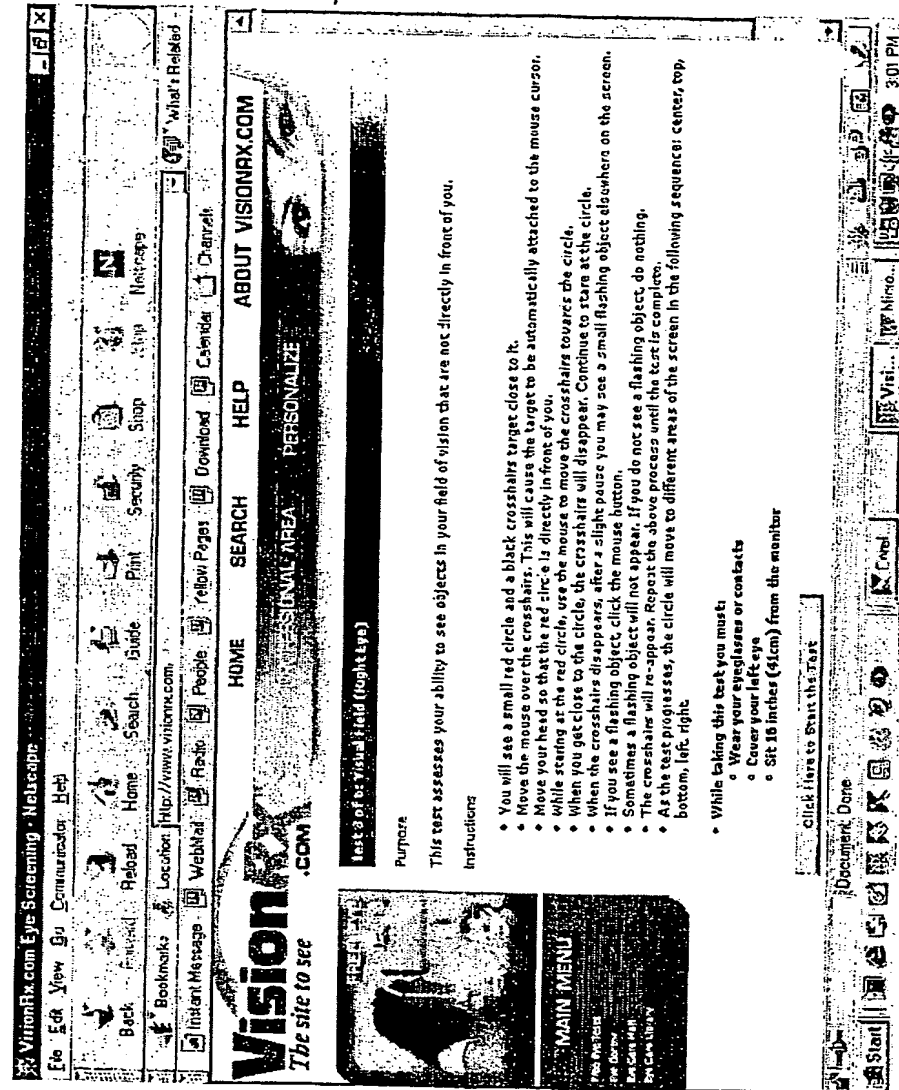 VisionRx.com Eye Screening - Netscape
File Edit View Go Communicator Help
Back Reload Home Search Guide Print Security Shop Stop Netscape
Bookmarks Location http://www.visionrx.com What's Related
Instant Message WebMail Radio People Yellow Pages Download Calendar Channels
VisionRx
.COM
The site to see
HOME SEARCH HELP ABOUT VISIONRX.COM
PERSONAL AREA PERSONALIZE
MAIN MENU
Free Eye Tests
Eye Care Library
Test 3 of 6: Visual Field (Right Eye)
Purpose
This test assesses your ability to see objects in your field of vision that are not directly in front of you.
Instructions
• You will see a small red circle and a black crosshairs target close to it.
• Move the mouse over the crosshairs. This will cause the target to be automatically attached to the mouse cursor.
• Move your head so that the red circle is directly in front of you.
• While staring at the red circle, use the mouse to move the crosshairs towards the circle.
• When you get close to the circle, the crosshairs will disappear. Continue to stare at the circle.
• When the crosshairs disappears, after a slight pause you may see a small flashing object elsewhere on the screen.
• If you see a flashing object, click the mouse button.
• Sometimes a flashing object will not appear. If you do not see a flashing object, do nothing.
• The crosshairs will re-appear. Repeat the above process until the test is complete.
• As the test progresses, the circle will move to different areas of the screen in the following sequence: center, top,
bottom, left, right
• While taking this test you must:
o Wear your eyeglasses or contacts
o Cover your left eye
o Sit 16 inches (41cm) from the monitor
Click Here to Start the Test
Document: Done
Start Visi... Micro... 3:01 PM